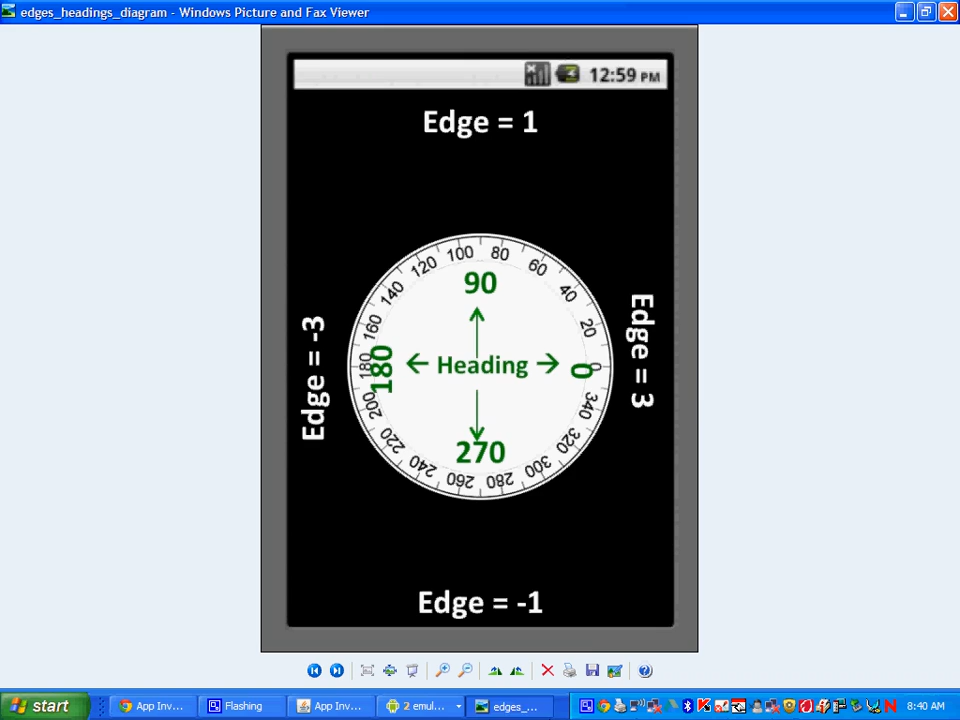 edges_headings_diagram - Windows Picture and Fax Viewer
12:59 PM
Edge = 1
100 80
120 60
140 40
160 20
180 0
200 340
220 320
240 300
260 280
90
180 Heading 0
270
Edge = -3
Edge = 3
Edge = -1
start
App Inv...
Flashing
App Inv...
2 emul...
edges_...
8:40 AM